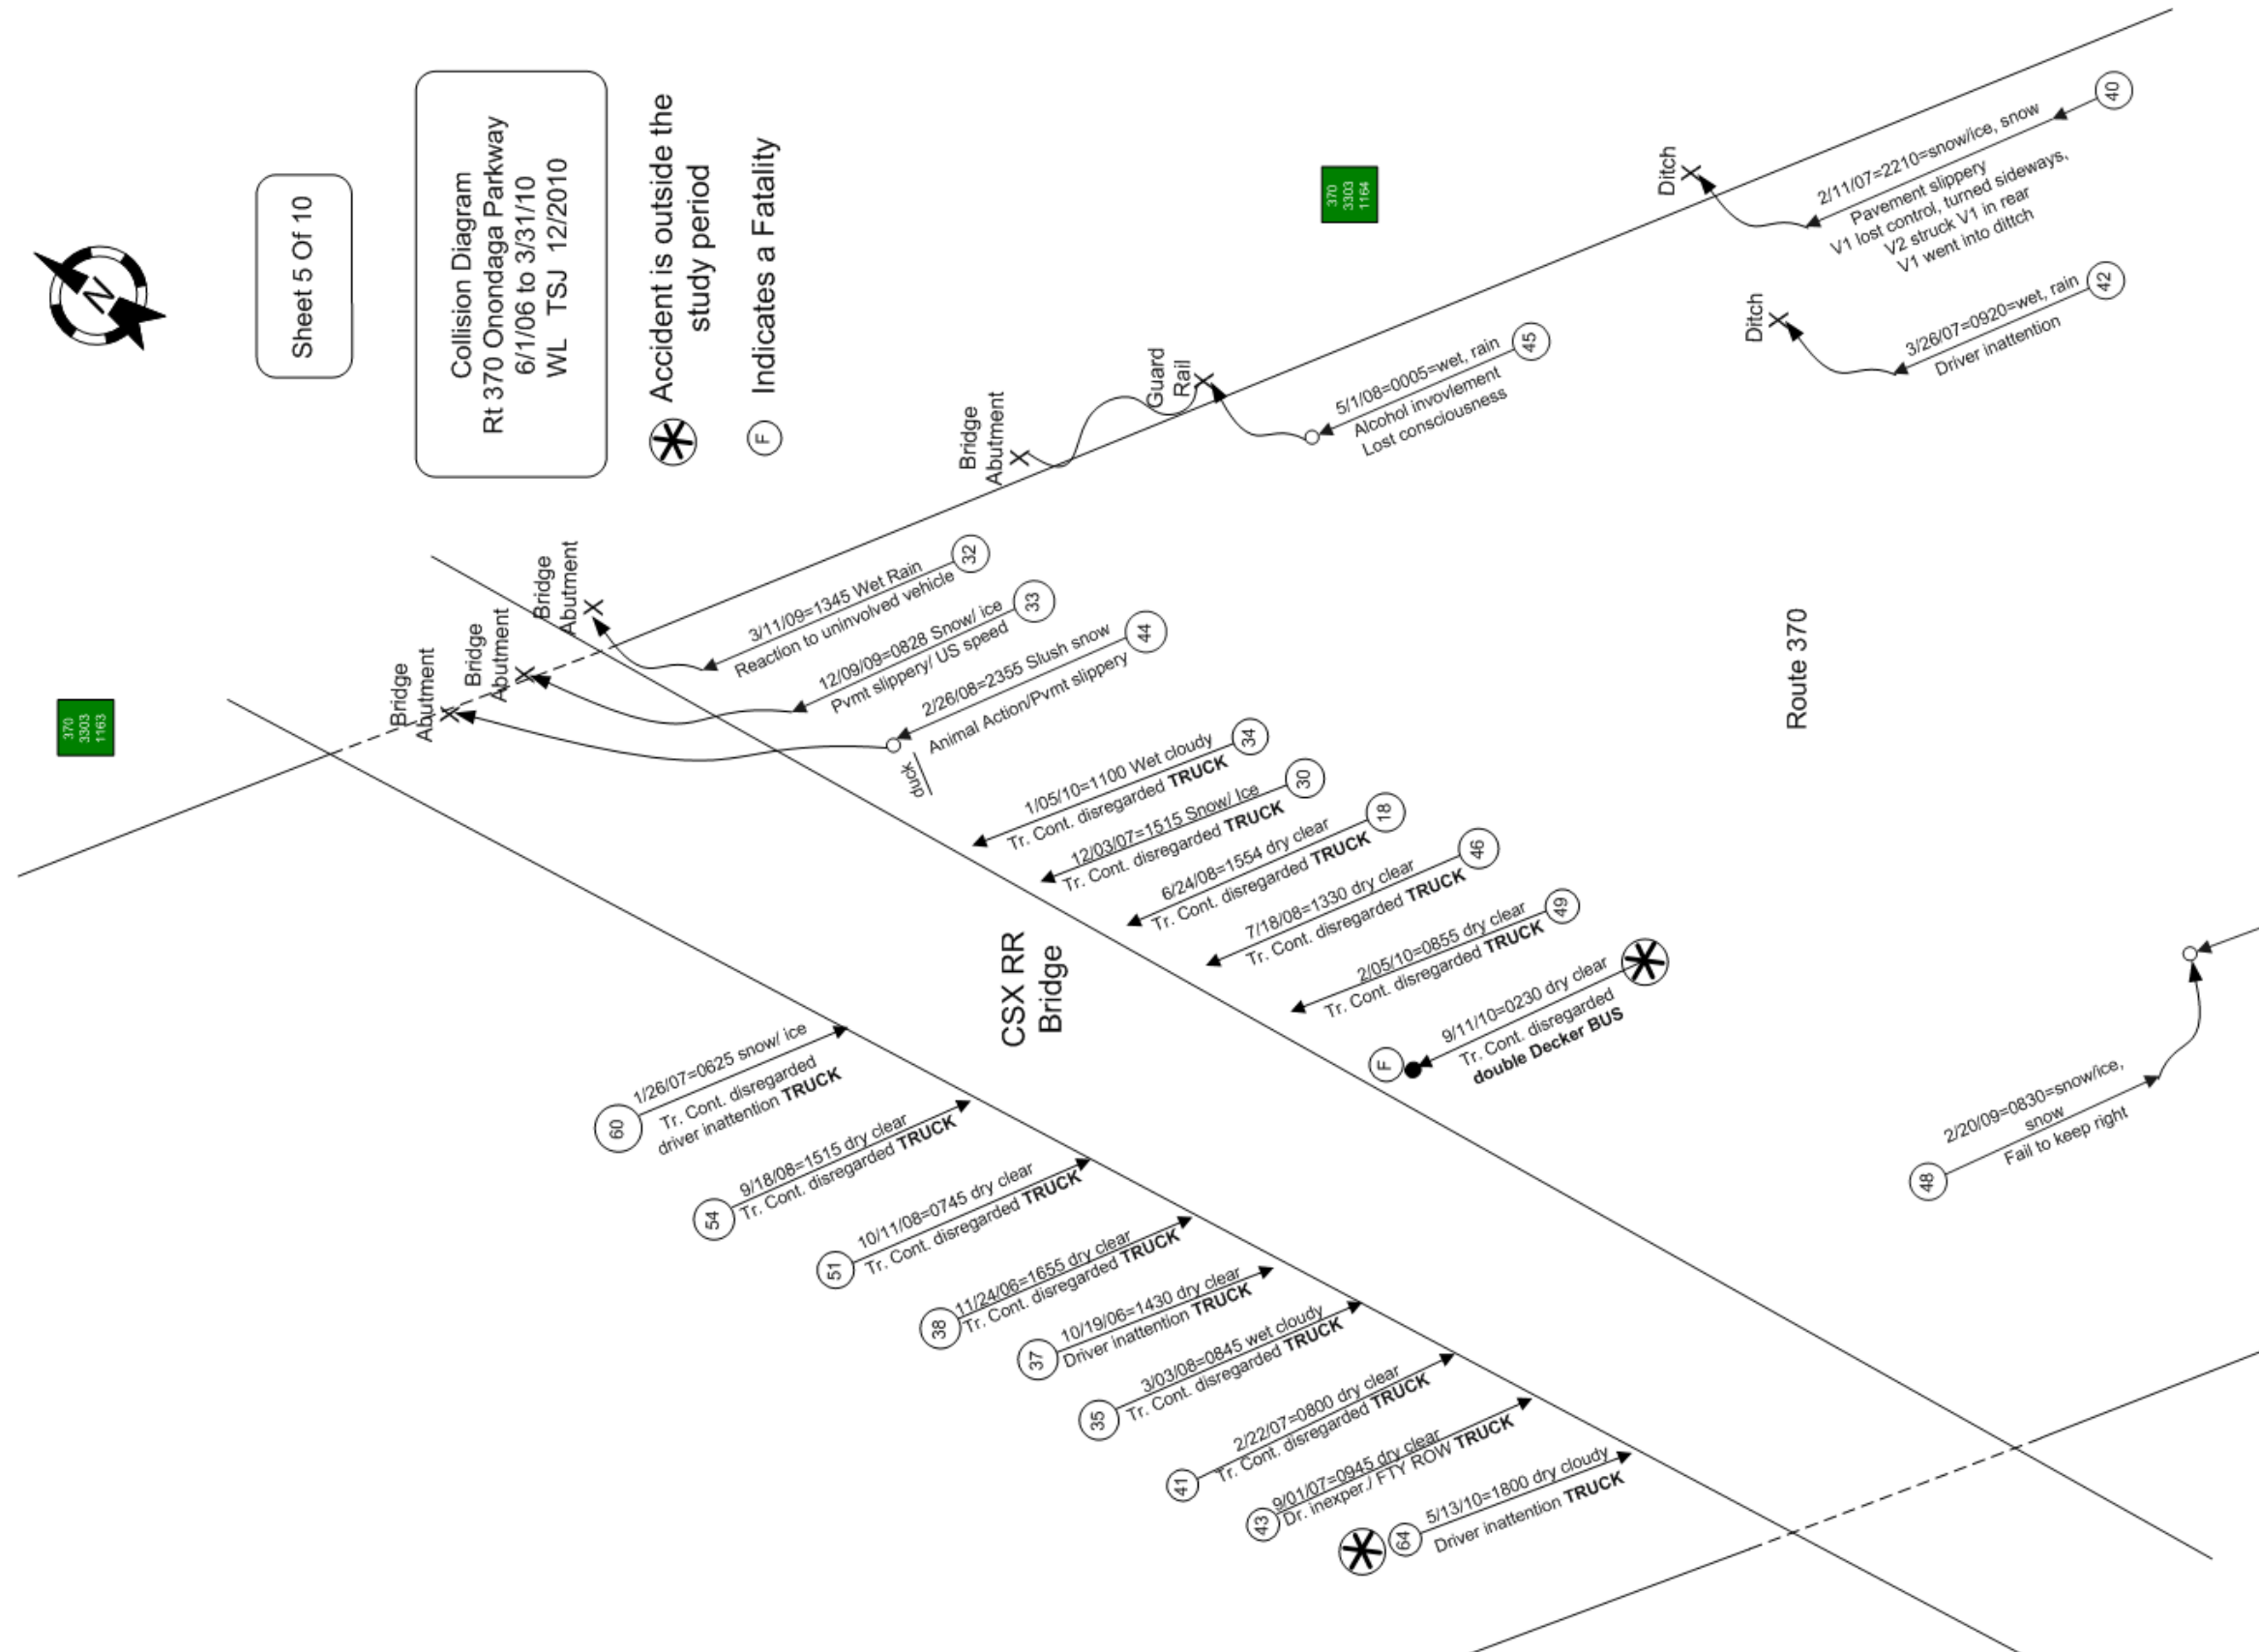 Sheet 5 Of 10
Collision Diagram
Rt 370 Onondaga Parkway
6/1/06 to 3/31/10
WL TSJ 12/2010
Accident is outside the
study period
F
Indicates a Fatality
N
370
3303
1163
370
3303
1164
Bridge
Abutment
Bridge
Abutment
Bridge
Abutment
Bridge
Abutment
Guard
Rail
Ditch
Ditch
3/11/09=1345 Wet Rain
Reaction to uninvolved vehicle
32
12/09/09=0828 Snow/ ice
Pvmt slippery/ US speed
33
2/26/08=2355 Slush snow
Animal Action/Pvmt slippery
44
duck
1/05/10=1100 Wet cloudy
Tr. Cont. disregarded TRUCK
34
12/03/07=1515 Snow/ Ice
Tr. Cont. disregarded TRUCK
30
6/24/08=1554 dry clear
Tr. Cont. disregarded TRUCK
18
7/18/08=1330 dry clear
Tr. Cont. disregarded TRUCK
46
2/05/10=0855 dry clear
Tr. Cont. disregarded TRUCK
49
9/11/10=0230 dry clear
Tr. Cont. disregarded
double Decker BUS
F
5/1/08=0005=wet, rain
Alcohol invovlement
Lost consciousness
45
2/11/07=2210=snow/ice, snow
Pavement slippery
V1 lost control, turned sideways,
V2 struck V1 in rear
V1 went into dittch
40
3/26/07=0920=wet, rain
Driver inattention
42
Route 370
CSX RR
Bridge
60
1/26/07=0625 snow/ ice
Tr. Cont. disregarded
driver inattention TRUCK
54
9/18/08=1515 dry clear
Tr. Cont. disregarded TRUCK
51
10/11/08=0745 dry clear
Tr. Cont. disregarded TRUCK
38
11/24/06=1655 dry clear
Tr. Cont. disregarded TRUCK
37
10/19/06=1430 dry clear
Driver inattention TRUCK
35
3/03/08=0845 wet cloudy
Tr. Cont. disregarded TRUCK
41
2/22/07=0800 dry clear
Tr. Cont. disregarded TRUCK
43
9/01/07=0945 dry clear
Dr. inexper./ FTY ROW TRUCK
64
5/13/10=1800 dry cloudy
Driver inattention TRUCK
48
2/20/09=0830=snow/ice,
snow
Fail to keep right